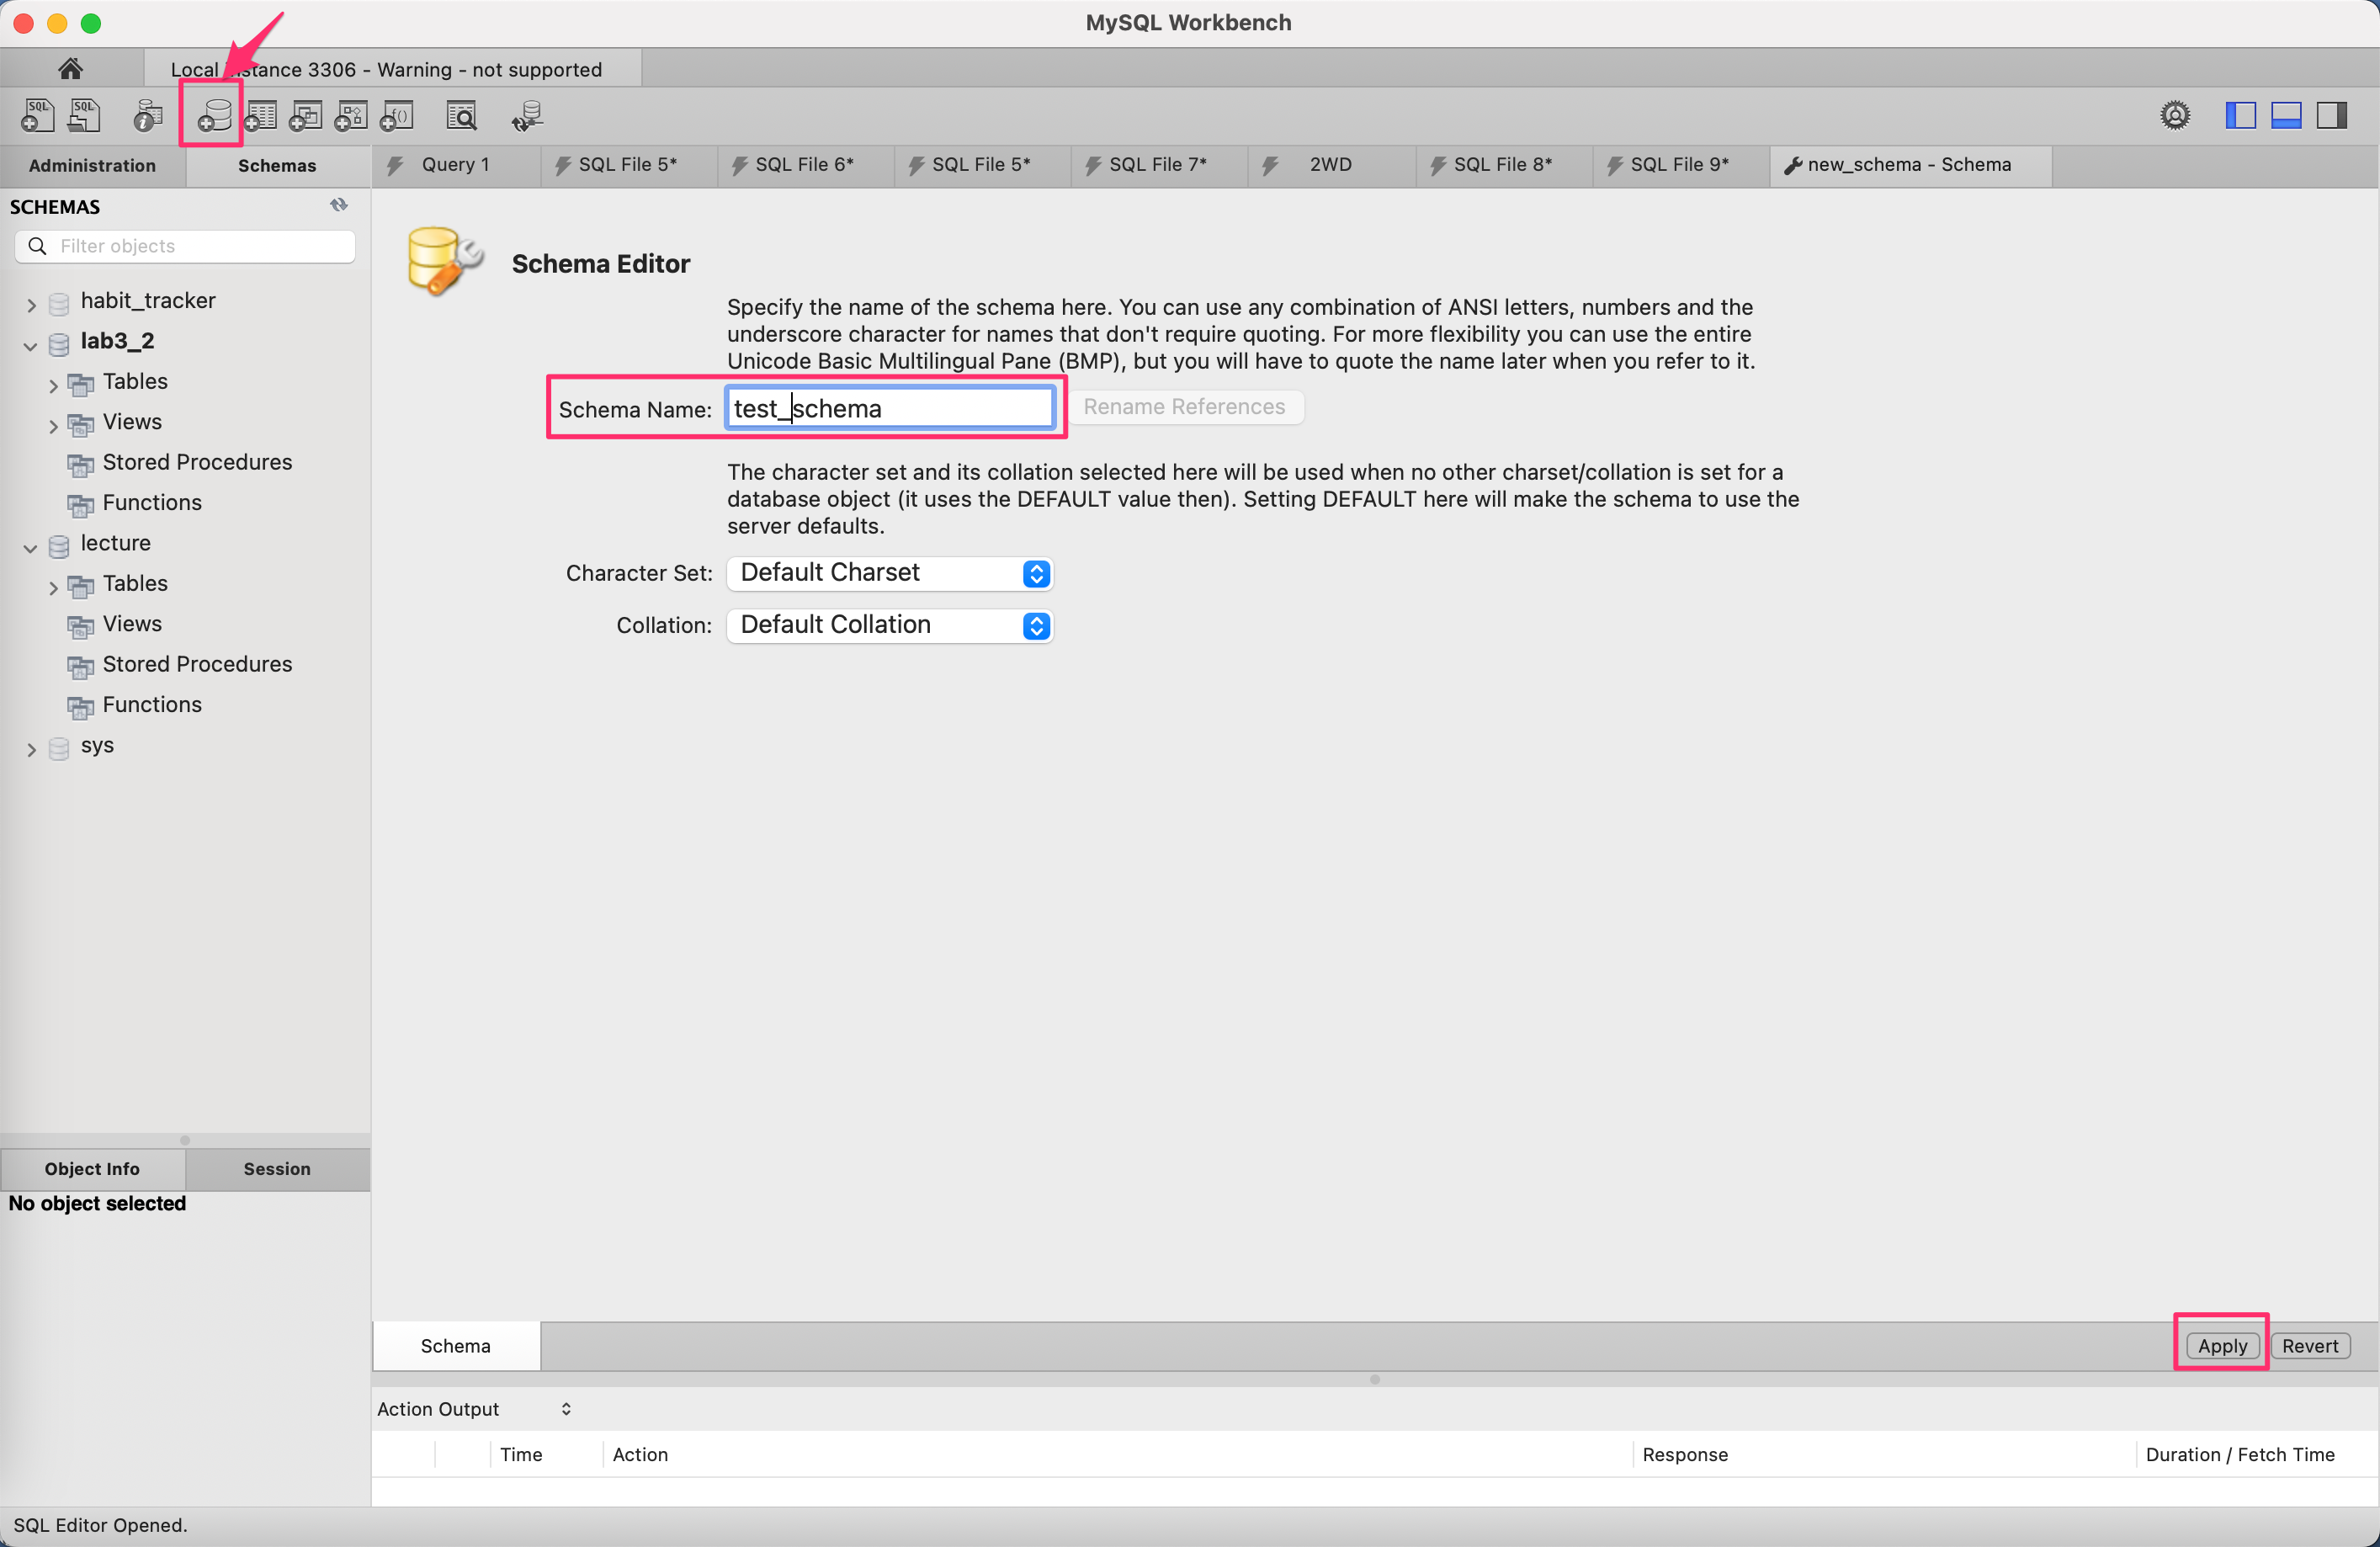 MySQL Workbench
Local instance 3306 - Warning - not supported
SQL
SQL
Administration
Schemas
Query 1
SQL File 5*
SQL File 6*
SQL File 5*
SQL File 7*
2WD
SQL File 8*
SQL File 9*
new_schema - Schema
SCHEMAS
Filter objects
habit_tracker
lab3_2
Tables
Views
Stored Procedures
Functions
lecture
Tables
Views
Stored Procedures
Functions
sys
Schema Editor
Specify the name of the schema here. You can use any combination of ANSI letters, numbers and the
underscore character for names that don't require quoting. For more flexibility you can use the entire
Unicode Basic Multilingual Pane (BMP), but you will have to quote the name later when you refer to it.
Schema Name: test_schema
Rename References
The character set and its collation selected here will be used when no other charset/collation is set for a
database object (it uses the DEFAULT value then). Setting DEFAULT here will make the schema to use the
server defaults.
Character Set: Default Charset
Collation: Default Collation
Object Info
Session
No object selected
Schema
Apply
Revert
Action Output
Time
Action
Response
Duration / Fetch Time
SQL Editor Opened.